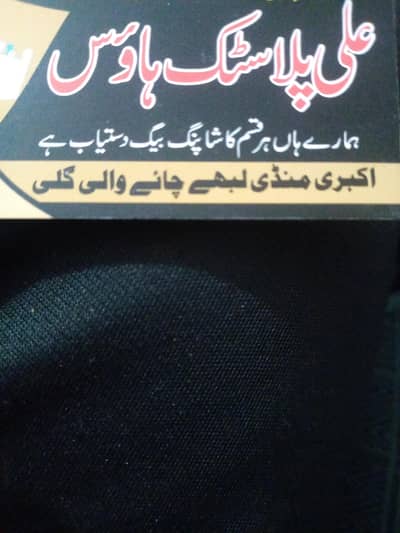 علی پلاسٹک ہاؤس
ہمارے ہاں ہر قسم کا شاپنگ بیگ دستیاب ہے
اکبری منڈی لبھے چائے والی گلی